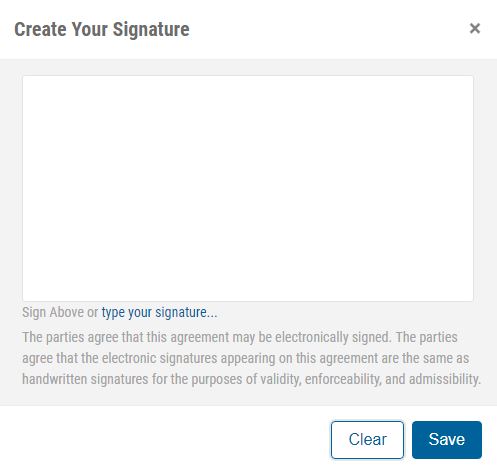 Create Your Signature ×
Sign Above or type your signature...
The parties agree that this agreement may be electronically signed. The parties
agree that the electronic signatures appearing on this agreement are the same as
handwritten signatures for the purposes of validity, enforceability, and admissibility.
Clear Save